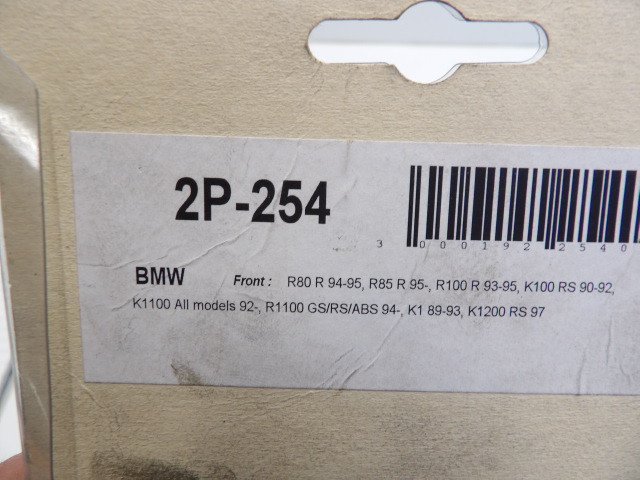 2P-254
3 000192 2540
BMW Front : R80 R 94-95, R85 R 95-, R100 R 93-95, K100 RS 90-92,
K1100 All models 92-, R1100 GS/RS/ABS 94-, K1 89-93, K1200 RS 97